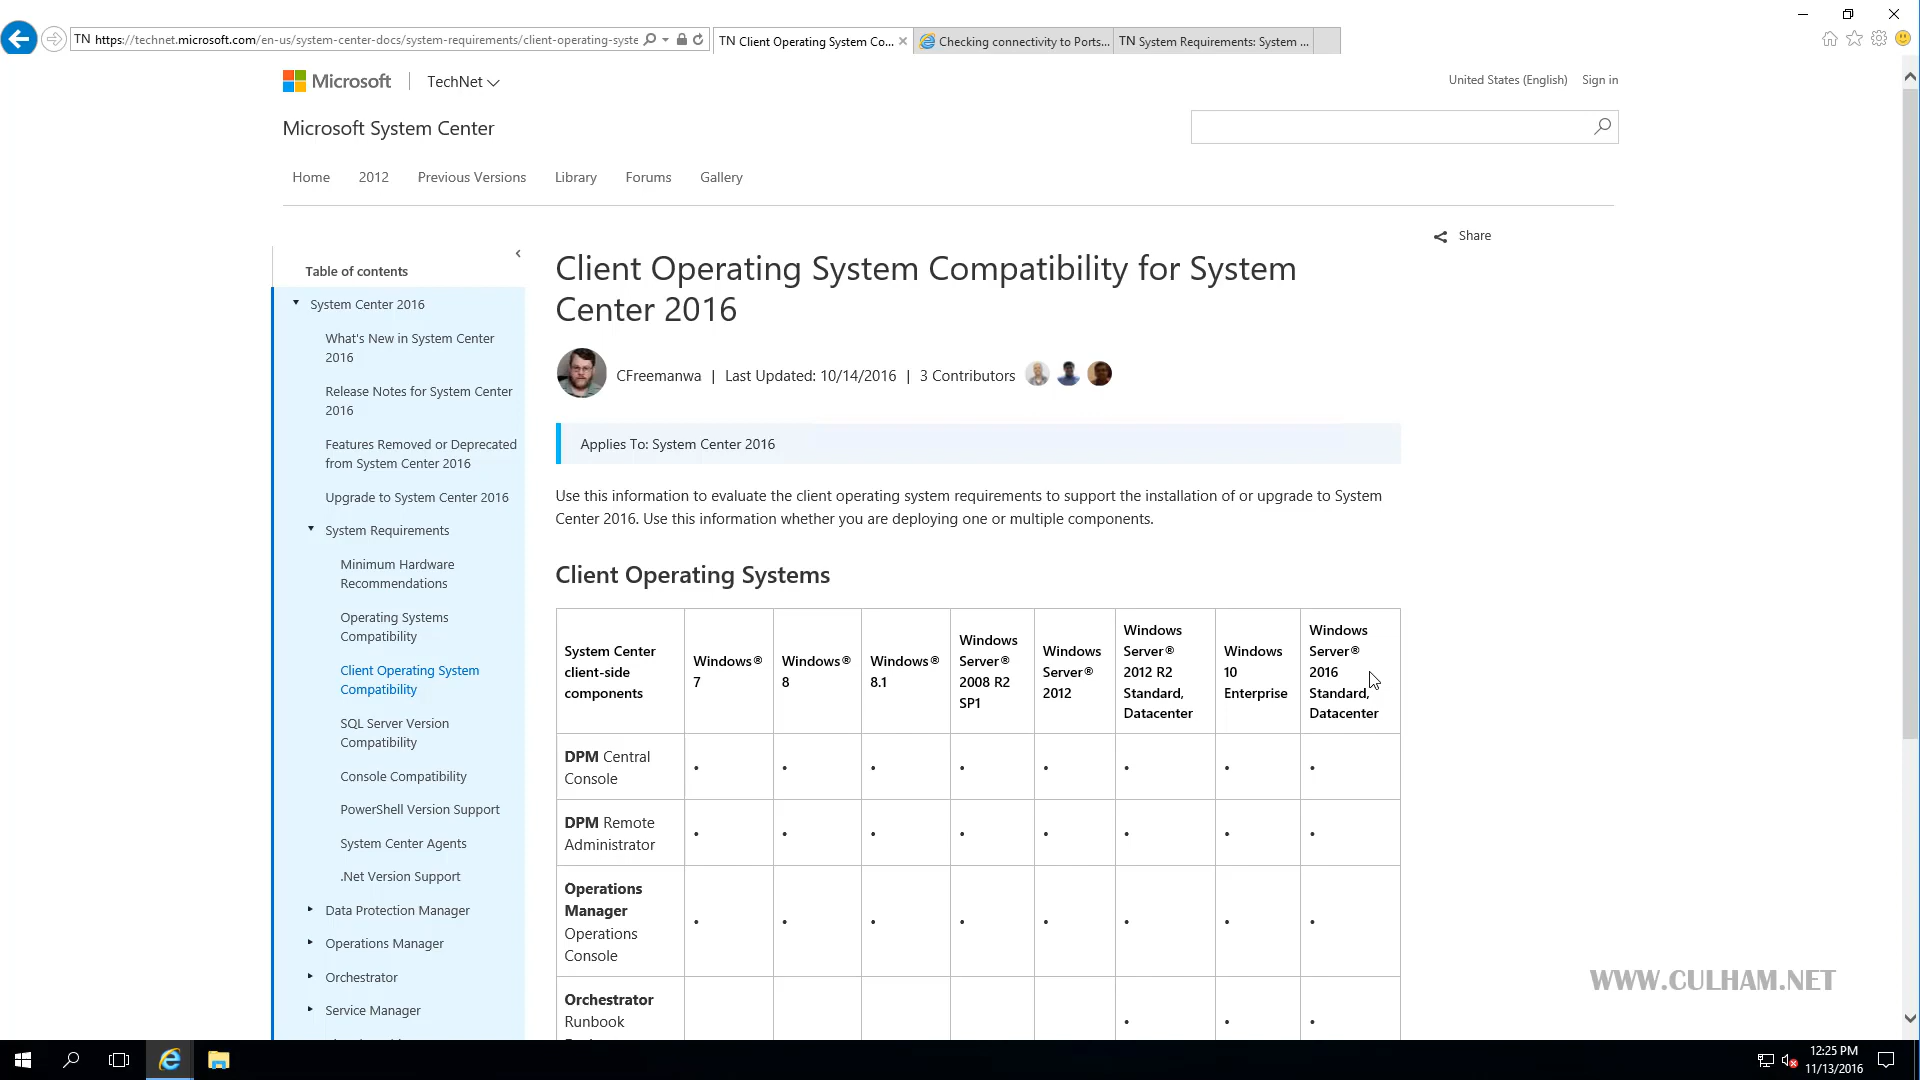 TN https://technet.microsoft.com/en-us/system-center-docs/system-requirements/client-operating-syste
TN Client Operating System Co...
Checking connectivity to Ports...
TN System Requirements: System ...
Microsoft
TechNet
United States (English) Sign in
Microsoft System Center
Home 2012 Previous Versions Library Forums Gallery
Share
Table of contents
System Center 2016
What's New in System Center
2016
Release Notes for System Center
2016
Features Removed or Deprecated
from System Center 2016
Upgrade to System Center 2016
System Requirements
Minimum Hardware
Recommendations
Operating Systems
Compatibility
Client Operating System
Compatibility
SQL Server Version
Compatibility
Console Compatibility
PowerShell Version Support
System Center Agents
.Net Version Support
Data Protection Manager
Operations Manager
Orchestrator
Service Manager
Client Operating System Compatibility for System
Center 2016
CFreemanwa | Last Updated: 10/14/2016 | 3 Contributors
Applies To: System Center 2016
Use this information to evaluate the client operating system requirements to support the installation of or upgrade to System
Center 2016. Use this information whether you are deploying one or multiple components.
Client Operating Systems
System Center
client-side
components
Windows®
7
Windows®
8
Windows®
8.1
Windows
Server®
2008 R2
SP1
Windows
Server®
2012
Windows
Server®
2012 R2
Standard,
Datacenter
Windows
10
Enterprise
Windows
Server®
2016
Standard,
Datacenter
DPM Central
Console
• • • • • • • •
DPM Remote
Administrator
• • • • • • • •
Operations
Manager
Operations
Console
• • • • • • • •
Orchestrator
Runbook
• • •
WWW.CULHAM.NET
12:25 PM
11/13/2016